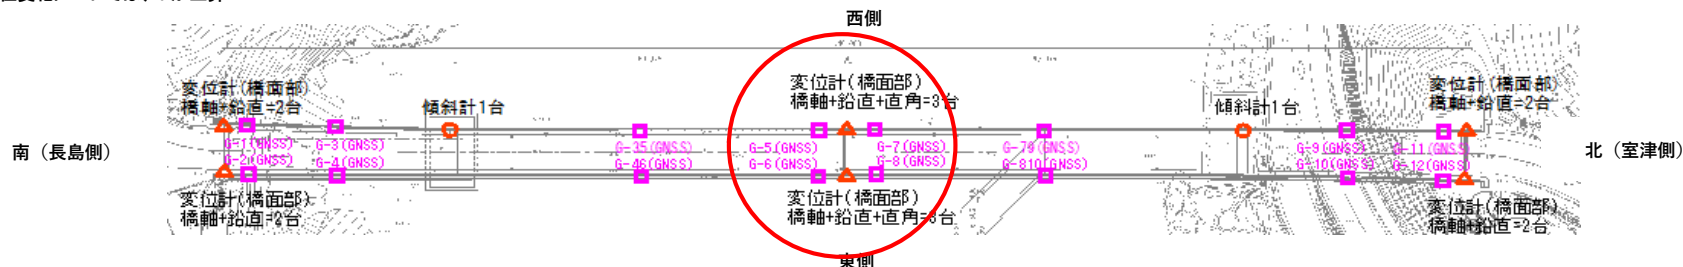 西側
変位計(橋面部)
橋軸+鉛直=2台
傾斜計1台
変位計(橋面部)
橋軸+鉛直+直角=3台
傾斜計1台
変位計(橋面部)
橋軸+鉛直=2台
南（長島側）
G-1(GNSS)
G-2(GNSS)
G-3(GNSS)
G-4(GNSS)
G-35(GNSS)
G-46(GNSS)
G-5(GNSS)
G-6(GNSS)
G-7(GNSS)
G-8(GNSS)
G-79(GNSS)
G-810(GNSS)
G-9(GNSS)
G-10(GNSS)
G-11(GNSS)
G-12(GNSS)
北（室津側）
変位計(橋面部)
橋軸+鉛直=2台
変位計(橋面部)
橋軸+鉛直+直角=3台
変位計(橋面部)
橋軸+鉛直=2台
東側